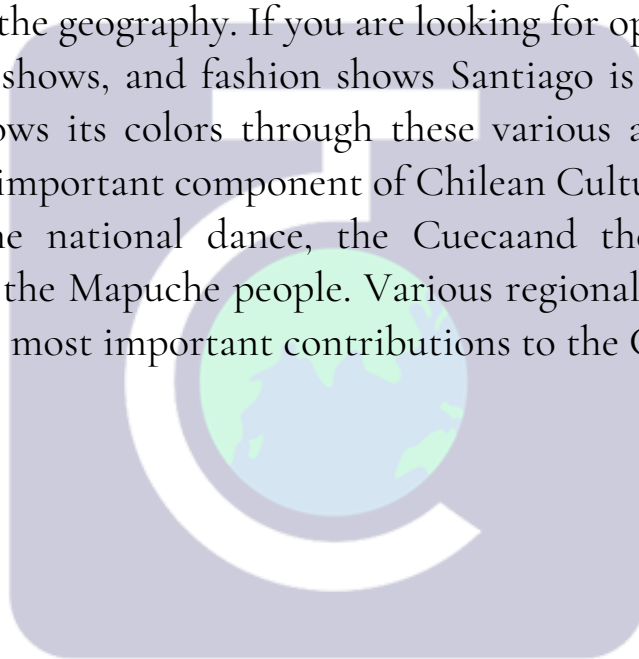 the geography. If you are looking for op
shows, and fashion shows Santiago is
ows its colors through these various a
important component of Chilean Cultu
ne national dance, the Cuecaand th
the Mapuche people. Various regional
most important contributions to the C